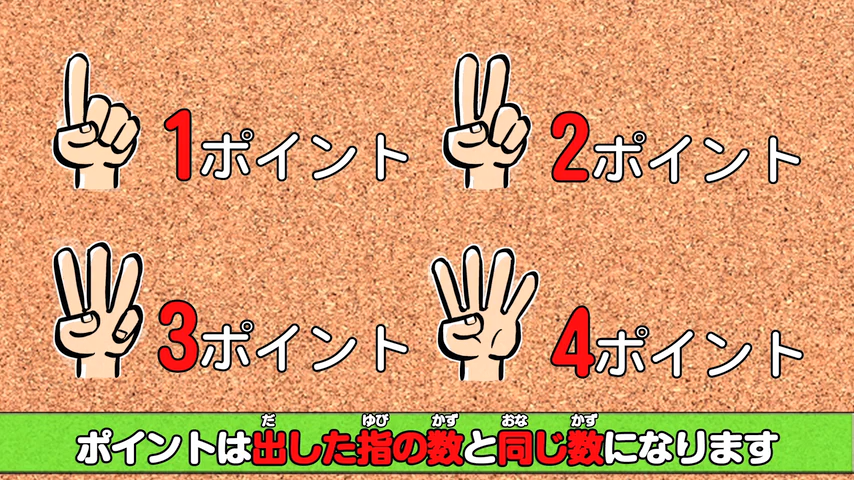 1ポイント
2ポイント
3ポイント
4ポイント
だ ゆび かず おな かず
ポイントは出した指の数と同じ数になります